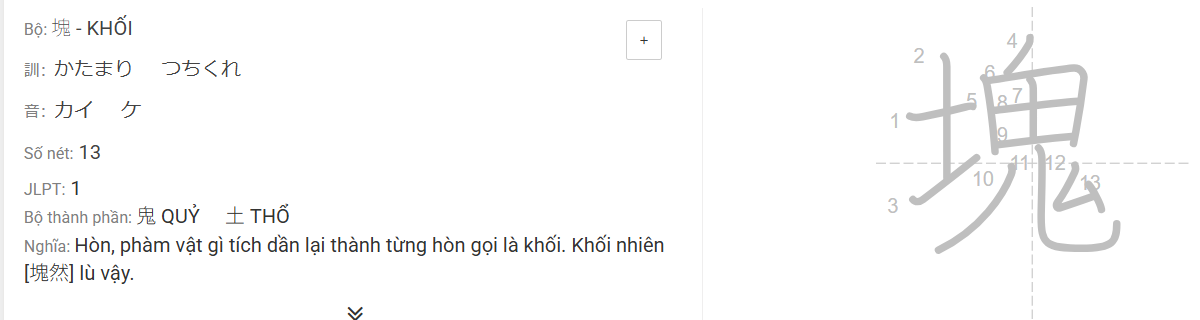 Bộ: 塊 - KHỐI
+
訓: かたまり つちくれ
音: カイ ケ
Số nét: 13
JLPT: 1
Bộ thành phần: 鬼 QUỶ 土 THỔ
Nghĩa: Hòn, phàm vật gì tích dần lại thành từng hòn gọi là khối. Khối nhiên
[塊然] lù vậy.
塊
1
2
3
4
5
6
7
8
9
10
11
12
13